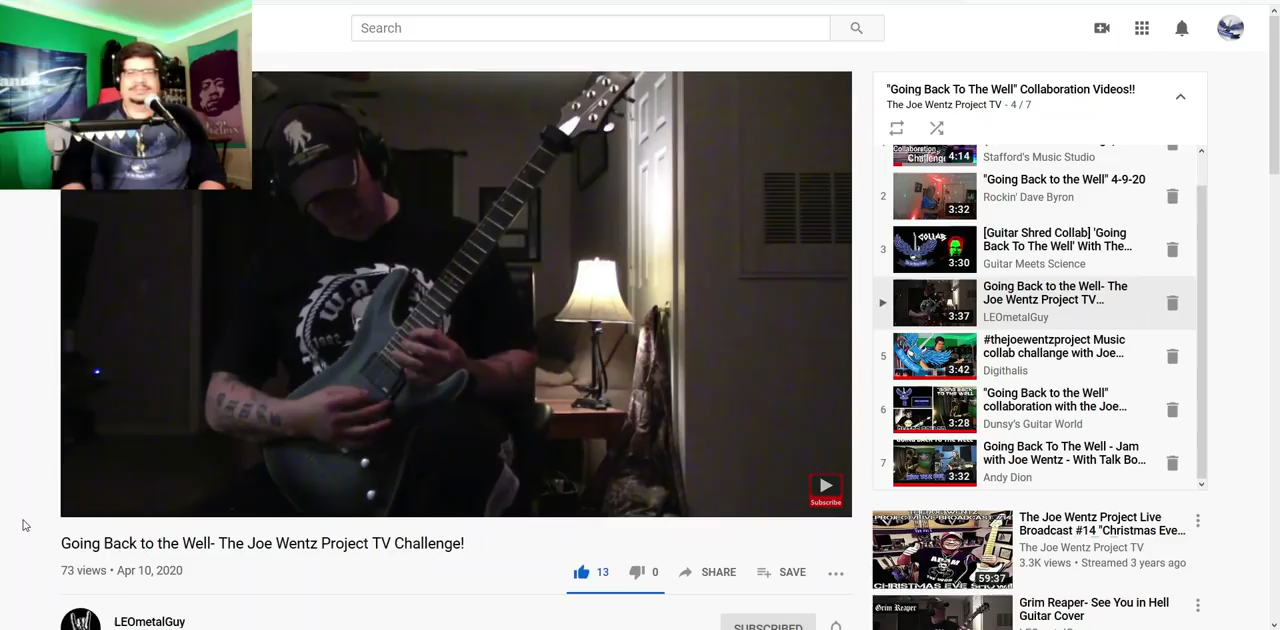 Search
"Going Back To The Well" Collaboration Videos!!
The Joe Wentz Project TV - 4 / 7
Collaboration
Challenge
4:14
Stafford's Music Studio
2
3:32
"Going Back to the Well" 4-9-20
Rockin' Dave Byron
3
COLLAB
3:30
[Guitar Shred Collab] 'Going
Back To The Well' With The...
Guitar Meets Science
3:37
Going Back to the Well- The
Joe Wentz Project TV...
LEOmetalGuy
5
3:42
#thejoewentzproject Music
collab challange with Joe...
Digithalis
6
3:28
"Going Back to the Well"
collaboration with the Joe...
Dunsy's Guitar World
7
3:32
Going Back To The Well - Jam
with Joe Wentz - With Talk Bo...
Andy Dion
Subscribe
Going Back to the Well- The Joe Wentz Project TV Challenge!
73 views • Apr 10, 2020
13
0
SHARE
SAVE
LEOmetalGuy
SUBSCRIBED
CHRISTMAS EVE SHOW!!
59:37
The Joe Wentz Project Live
Broadcast #14 "Christmas Eve...
The Joe Wentz Project TV
3.3K views • Streamed 3 years ago
Grim Reaper
Grim Reaper- See You in Hell
Guitar Cover